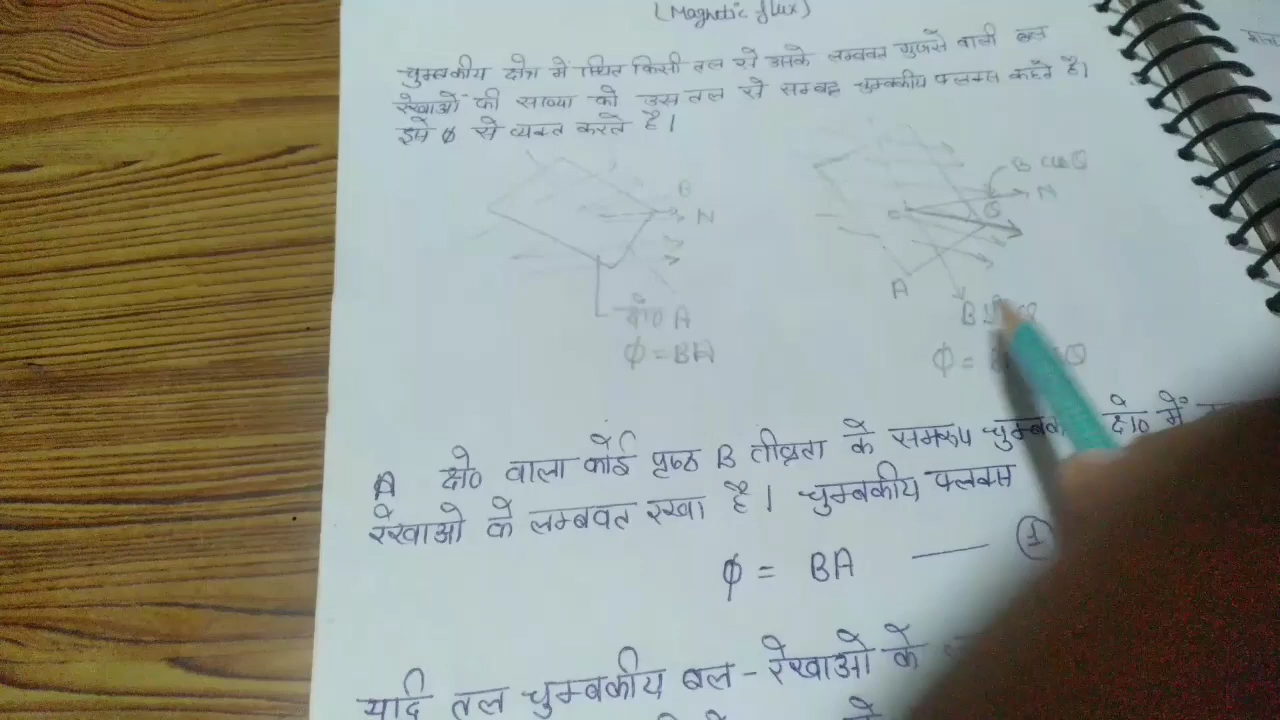 (Magnetic flux)
चुम्बकीय क्षेत्र में स्थित किसी तल से उसके लम्बवत गुजरने वाली बल
रेखाओं की संख्या को उस तल से सम्बद्ध चुम्बकीय फ्लक्स कहते है।
इसे ϕ से व्यक्त करते है।
B
N
क्षे० A
ϕ = BA
B cosθ
N
θ
A
B
ϕ =
A क्षे० वाला कोई पृष्ठ B तीव्रता के समरूप क्षे० में
रेखाओ के लम्बवत रखा है। चुम्बकीय फ्लक्स
ϕ = BA —— ①
यदि तल चुम्बकीय बल-रेखाओ के